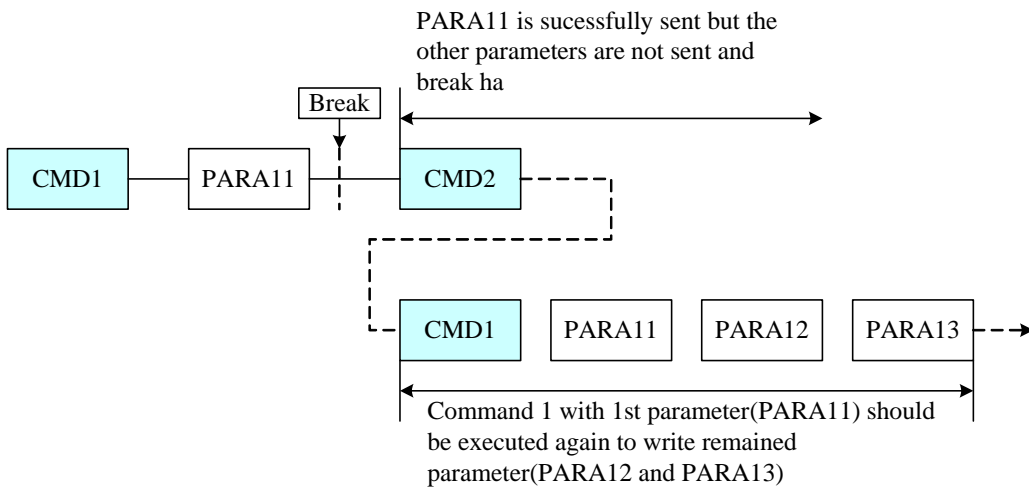 PARA11 is sucessfully sent but the
other parameters are not sent and
break ha
Break
CMD1
PARA11
CMD2
CMD1
PARA11
PARA12
PARA13
Command 1 with 1st parameter(PARA11) should
be executed again to write remained
parameter(PARA12 and PARA13)